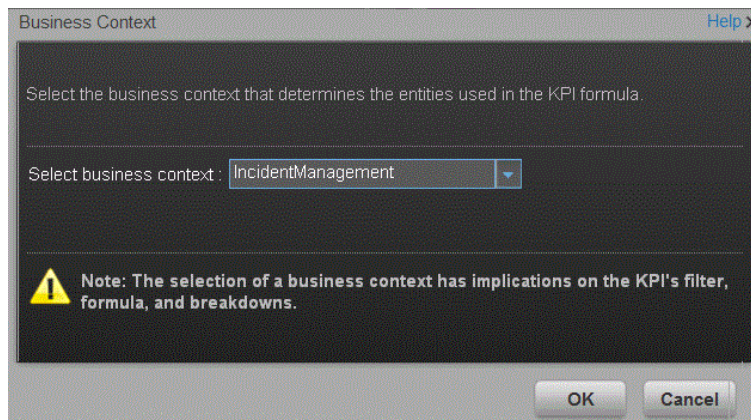 Business Context
Help
Select the business context that determines the entities used in the KPI formula.
Select business context :
IncidentManagement
Note: The selection of a business context has implications on the KPI's filter,
formula, and breakdowns.
OK
Cancel